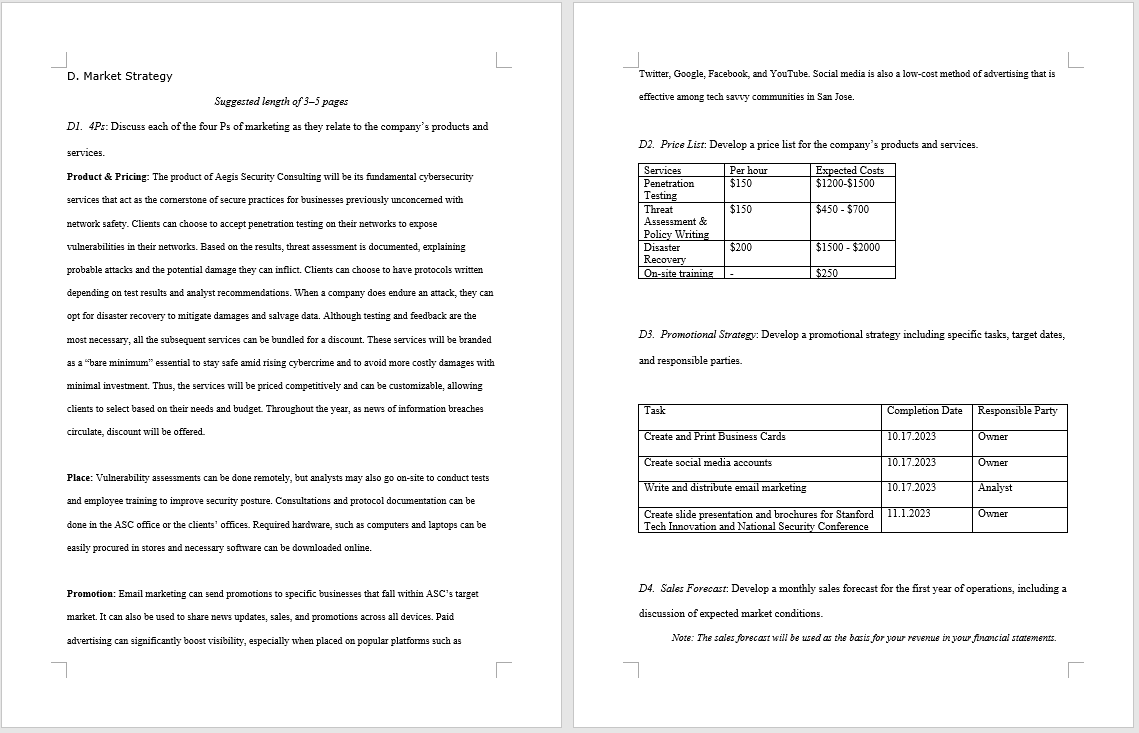 D. Market Strategy
Suggested length of 3–5 pages
D1. 4Ps: Discuss each of the four Ps of marketing as they relate to the company's products and
services.
Product & Pricing: The product of Aegis Security Consulting will be its fundamental cybersecurity
services that act as the cornerstone of secure practices for businesses previously unconcerned with
network safety. Clients can choose to accept penetration testing on their networks to expose
vulnerabilities in their networks. Based on the results, threat assessment is documented, explaining
probable attacks and the potential damage they can inflict. Clients can choose to have protocols written
depending on test results and analyst recommendations. When a company does endure an attack, they can
opt for disaster recovery to mitigate damages and salvage data. Although testing and feedback are the
most necessary, all the subsequent services can be bundled for a discount. These services will be branded
as a “bare minimum” essential to stay safe amid rising cybercrime and to avoid more costly damages with
minimal investment. Thus, the services will be priced competitively and can be customizable, allowing
clients to select based on their needs and budget. Throughout the year, as news of information breaches
circulate, discount will be offered.
Place: Vulnerability assessments can be done remotely, but analysts may also go on-site to conduct tests
and employee training to improve security posture. Consultations and protocol documentation can be
done in the ASC office or the clients' offices. Required hardware, such as computers and laptops can be
easily procured in stores and necessary software can be downloaded online.
Promotion: Email marketing can send promotions to specific businesses that fall within ASC's target
market. It can also be used to share news updates, sales, and promotions across all devices. Paid
advertising can significantly boost visibility, especially when placed on popular platforms such as
Twitter, Google, Facebook, and YouTube. Social media is also a low-cost method of advertising that is
effective among tech savvy communities in San Jose.
D2. Price List: Develop a price list for the company's products and services.
Services Per hour Expected Costs
Penetration $150 $1200-$1500
Testing
Threat $150 $450 - $700
Assessment &
Policy Writing
Disaster $200 $1500 - $2000
Recovery
On-site training - $250
D3. Promotional Strategy: Develop a promotional strategy including specific tasks, target dates,
and responsible parties.
Task Completion Date Responsible Party
Create and Print Business Cards 10.17.2023 Owner
Create social media accounts 10.17.2023 Owner
Write and distribute email marketing 10.17.2023 Analyst
Create slide presentation and brochures for Stanford 11.1.2023 Owner
Tech Innovation and National Security Conference
D4. Sales Forecast: Develop a monthly sales forecast for the first year of operations, including a
discussion of expected market conditions.
Note: The sales forecast will be used as the basis for your revenue in your financial statements.